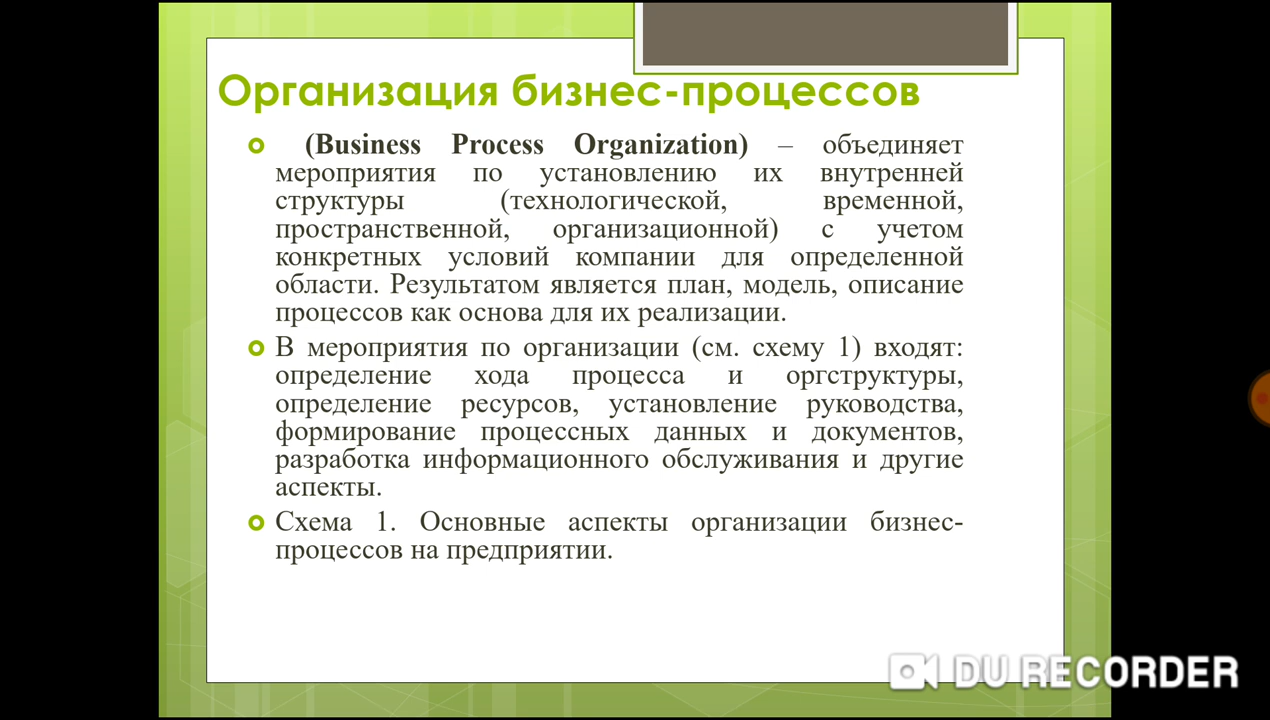 Организация бизнес-процессов
(Business Process Organization) – объединяет
мероприятия по установлению их внутренней
структуры (технологической, временной,
пространственной, организационной) с учетом
конкретных условий компании для определенной
области. Результатом является план, модель, описание
процессов как основа для их реализации.
В мероприятия по организации (см. схему 1) входят:
определение хода процесса и оргструктуры,
определение ресурсов, установление руководства,
формирование процессных данных и документов,
разработка информационного обслуживания и другие
аспекты.
Схема 1. Основные аспекты организации бизнес-
процессов на предприятии.
DU RECORDER